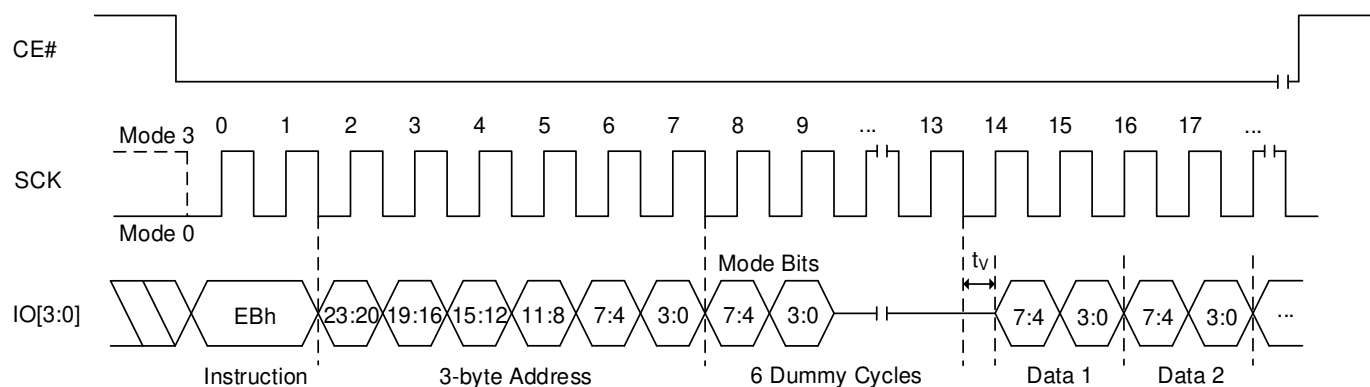 CE#
0 1 2 3 4 5 6 7 8 9 ... 13 14 15 16 17 ...
Mode 3
SCK
Mode 0
Mode Bits
tV
IO[3:0]
EBh 23:20 19:16 15:12 11:8 7:4 3:0 7:4 3:0 7:4 3:0 7:4 3:0 ...
Instruction 3-byte Address 6 Dummy Cycles Data 1 Data 2